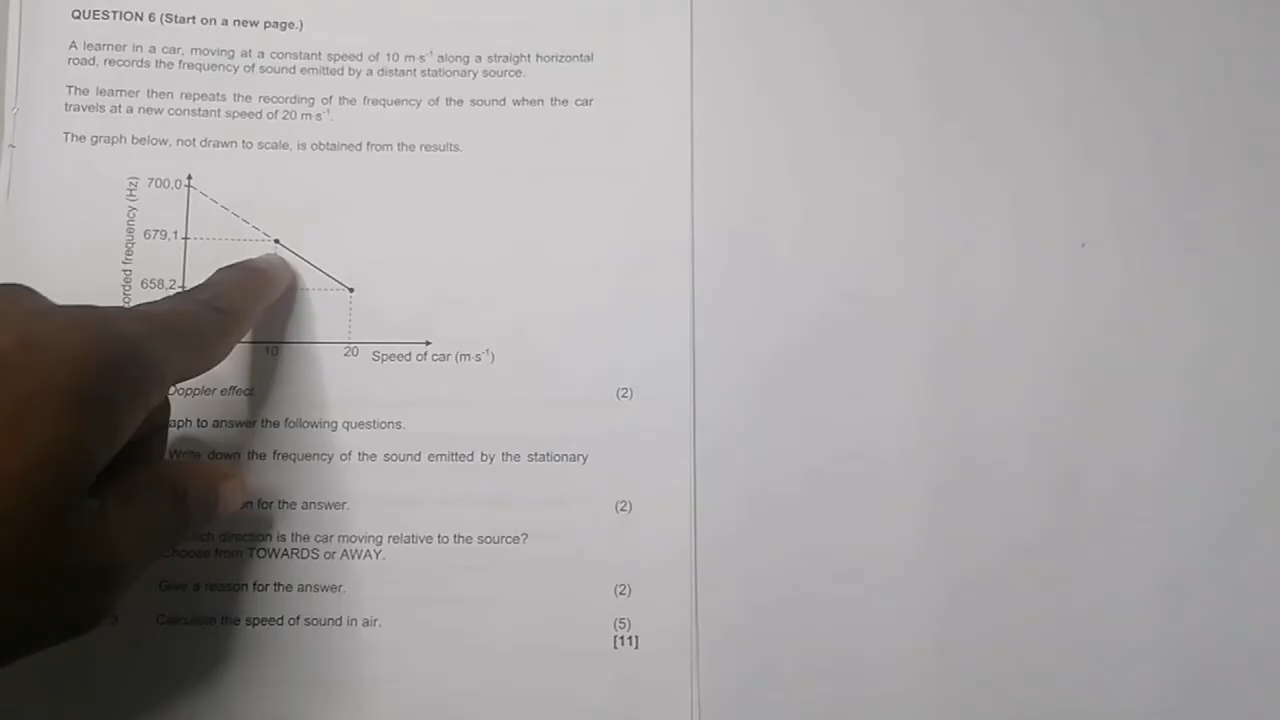 QUESTION 6 (Start on a new page.)
A learner in a car, moving at a constant speed of 10 m·s⁻¹ along a straight horizontal
road, records the frequency of sound emitted by a distant stationary source.
The learner then repeats the recording of the frequency of the sound when the car
travels at a new constant speed of 20 m·s⁻¹.
The graph below, not drawn to scale, is obtained from the results.
frequency (Hz)
700,0
679,1
658,2
10
20
Speed of car (m·s⁻¹)
Doppler effect (2)
to answer the following questions.
Write down the frequency of the sound emitted by the stationary
for the answer. (2)
direction is the car moving relative to the source?
Choose from TOWARDS or AWAY.
Give a reason for the answer. (2)
Calculate the speed of sound in air. (5)
[11]